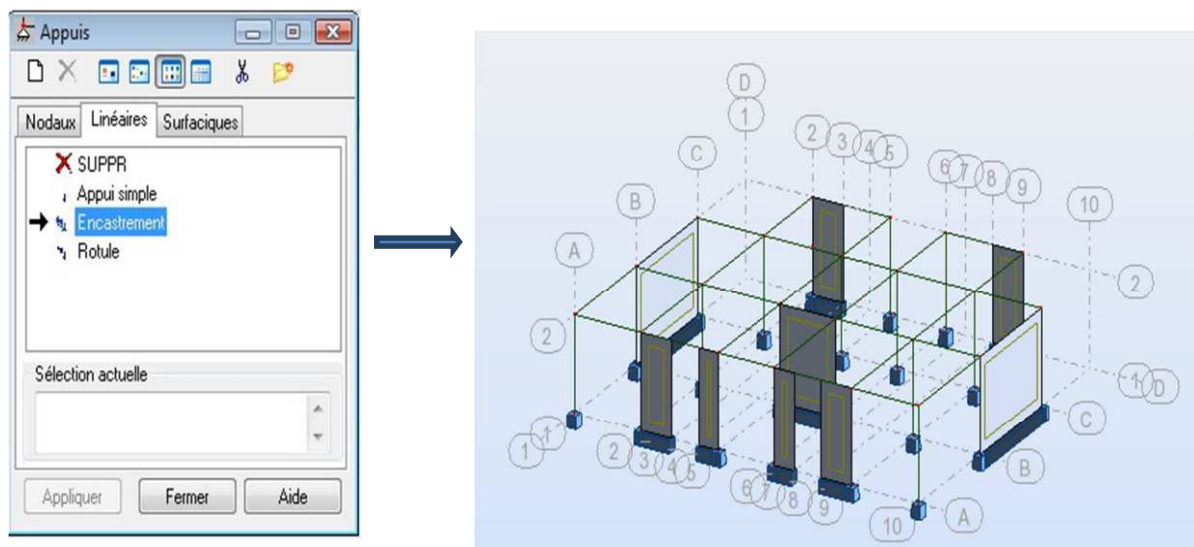 Appuis
Nodaux Linéaires Surfaciques
SUPPR
Appui simple
Encastrement
Rotule
Sélection actuelle
Appliquer Fermer Aide
D
1
2
3
4
5
C
6
7
8
9
10
B
A
2
2
1
D
C
1
1
B
2
3
4
5
6
7
8
9
10
A